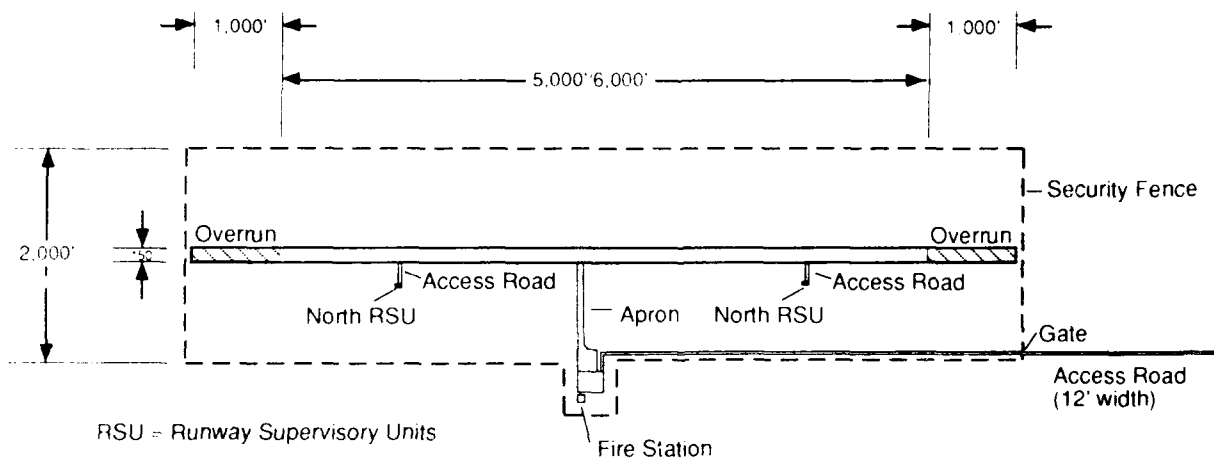 1,000'
1,000'
5,000'/6,000'
Security Fence
Overrun
Overrun
2,000'
Access Road
Access Road
North RSU
Apron
North RSU
Gate
Access Road
(12' width)
RSU = Runway Supervisory Units
Fire Station